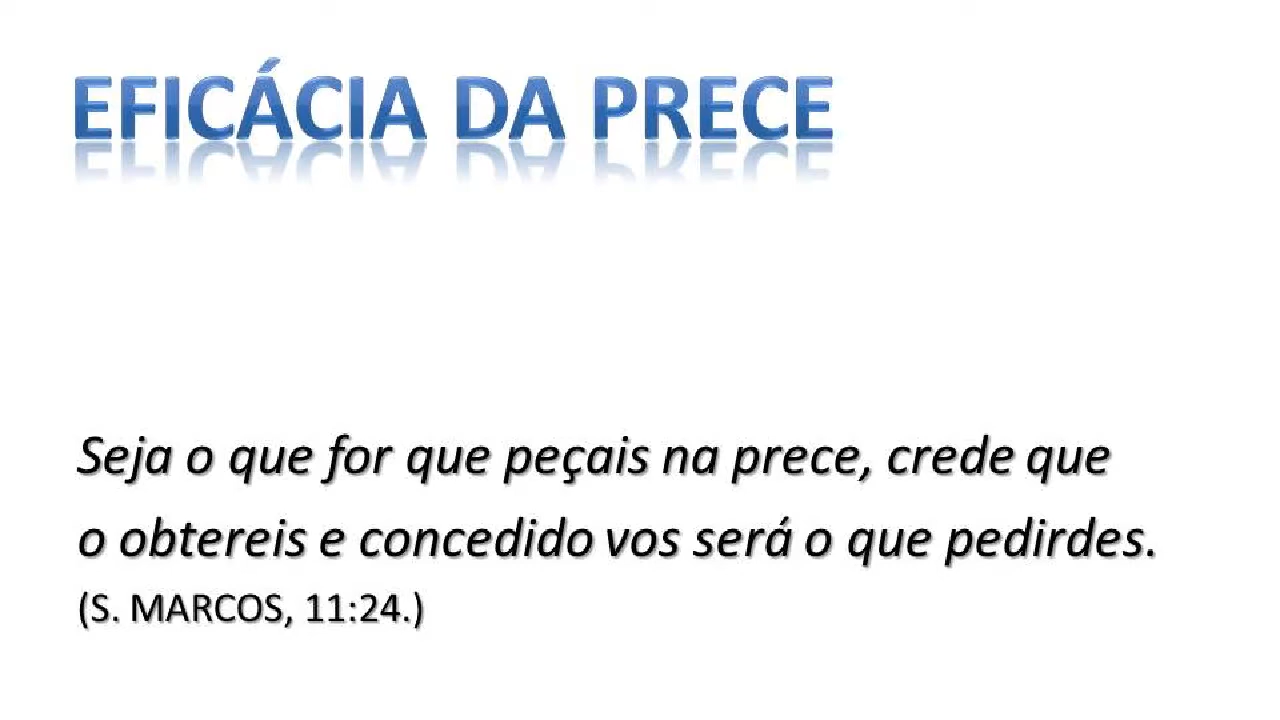 EFICÁCIA DA PRECE
Seja o que for que peçais na prece, crede que
o obtereis e concedido vos será o que pedirdes.
(S. MARCOS, 11:24.)